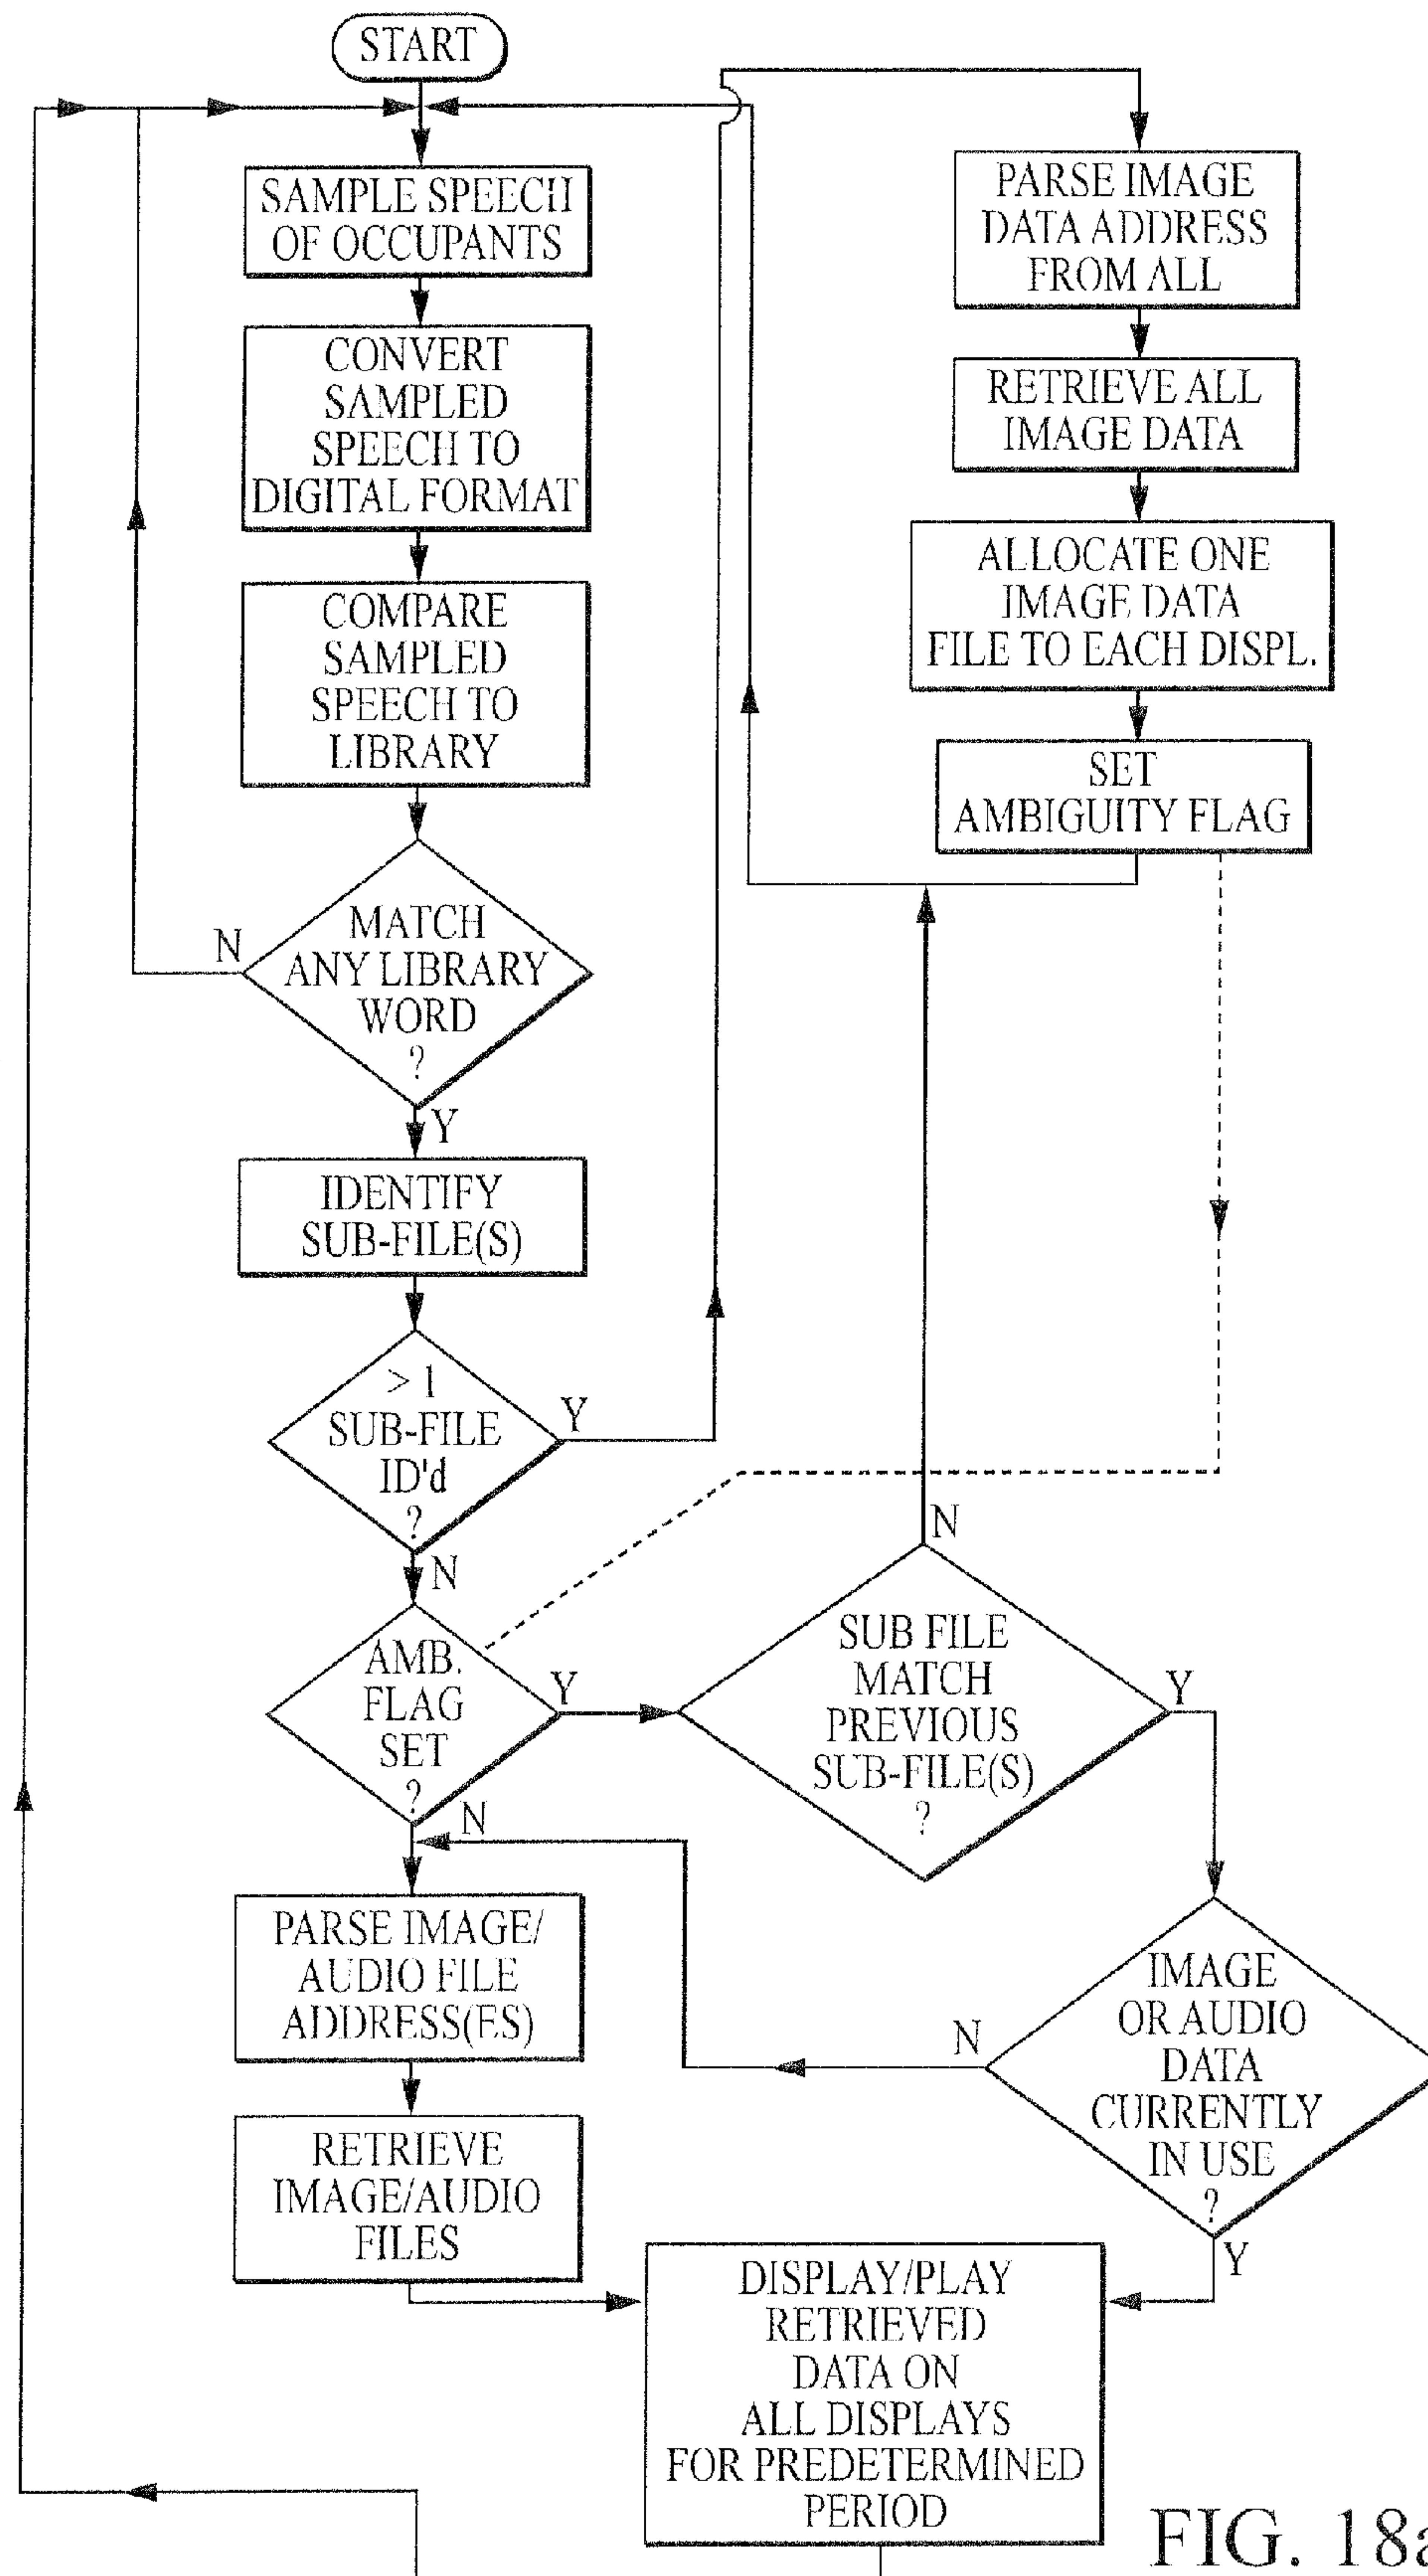 START
SAMPLE SPEECH
OF OCCUPANTS
CONVERT
SAMPLED
SPEECH TO
DIGITAL FORMAT
COMPARE
SAMPLED
SPEECH TO
LIBRARY
MATCH
ANY LIBRARY
WORD
?
N
Y
IDENTIFY
SUB-FILE(S)
> 1
SUB-FILE
ID'd
?
Y
N
AMB.
FLAG
SET
?
Y
N
PARSE IMAGE/
AUDIO FILE
ADDRESS(ES)
RETRIEVE
IMAGE/AUDIO
FILES
PARSE IMAGE
DATA ADDRESS
FROM ALL
RETRIEVE ALL
IMAGE DATA
ALLOCATE ONE
IMAGE DATA
FILE TO EACH DISPL.
SET
AMBIGUITY FLAG
N
SUB FILE
MATCH
PREVIOUS
SUB-FILE(S)
?
Y
IMAGE
OR AUDIO
DATA
CURRENTLY
IN USE
?
N
Y
DISPLAY/PLAY
RETRIEVED
DATA ON
ALL DISPLAYS
FOR PREDETERMINED
PERIOD
FIG. 18a